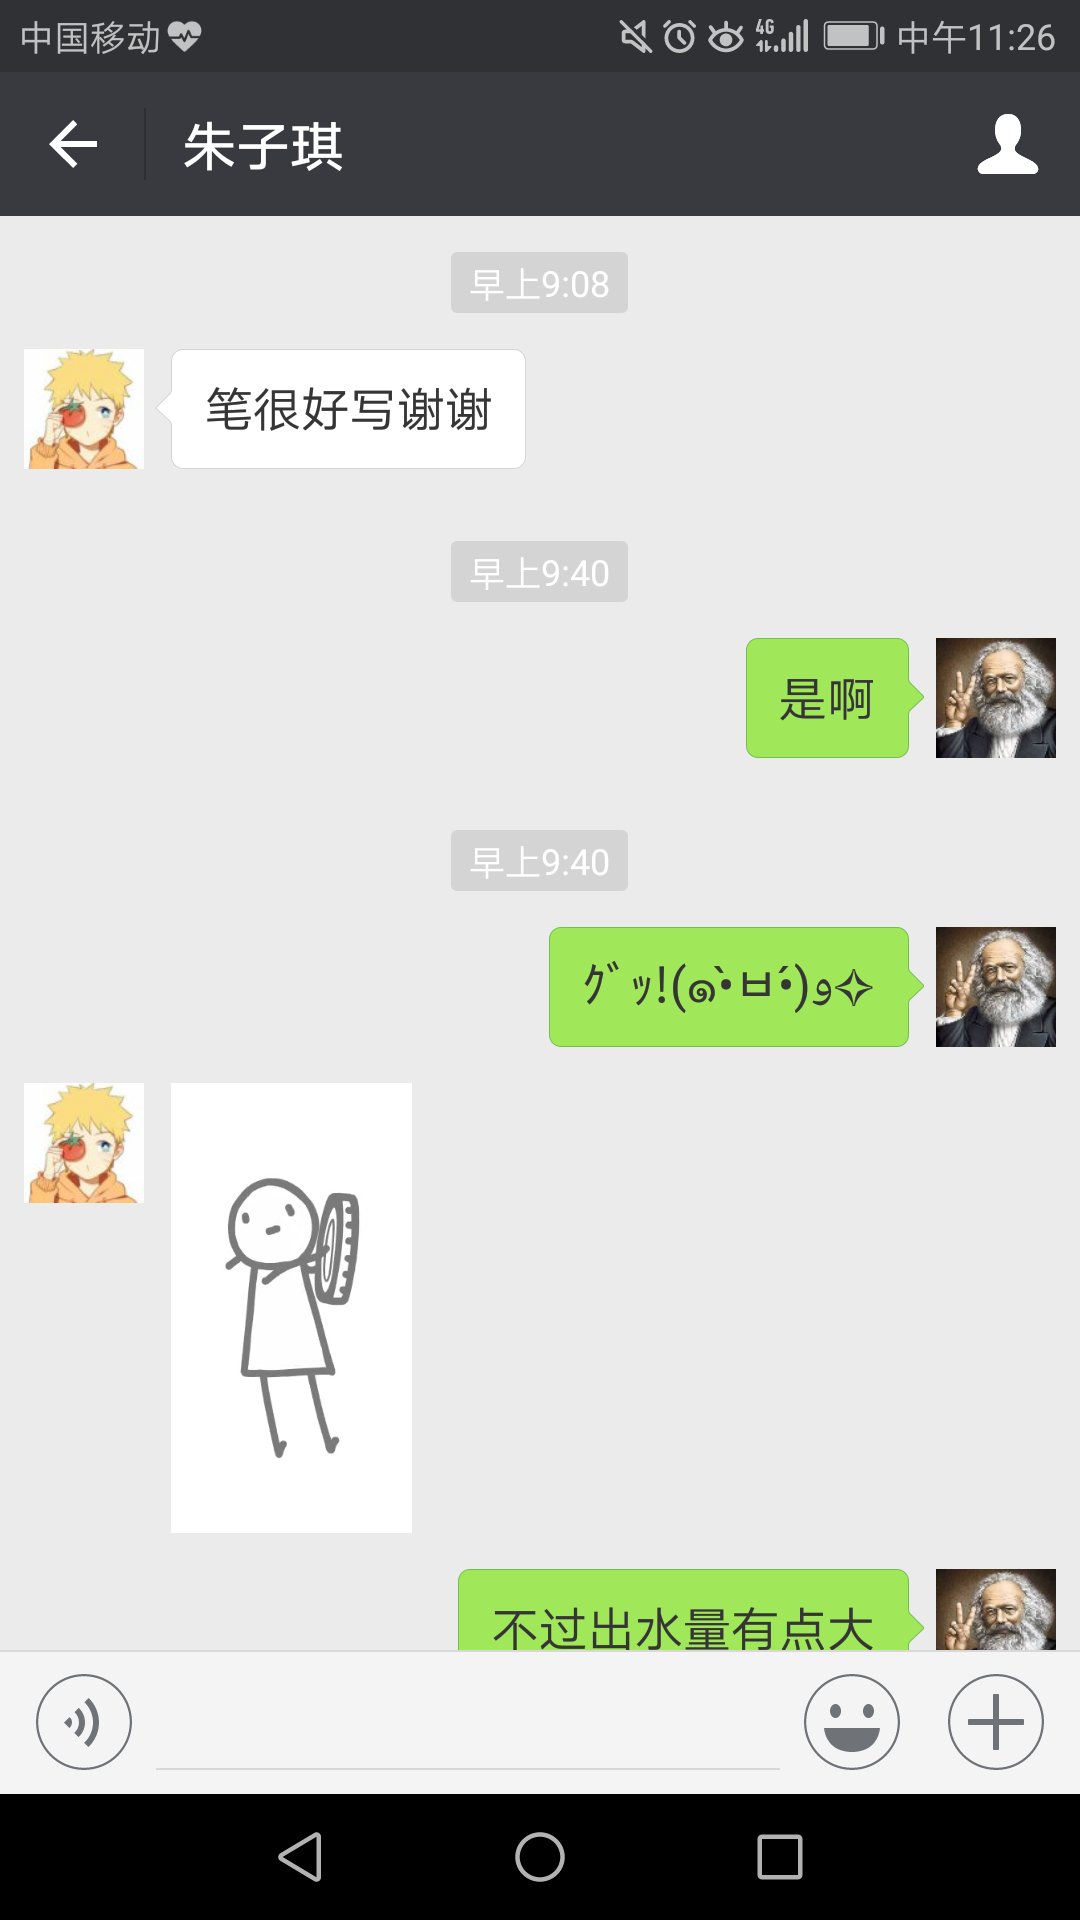 中国移动 4G 中午11:26
朱子琪
早上9:08
笔很好写谢谢
早上9:40
是啊
早上9:40
ｸﾞｯ!(๑•̀ㅂ•́)و✧
不过出水量有点大